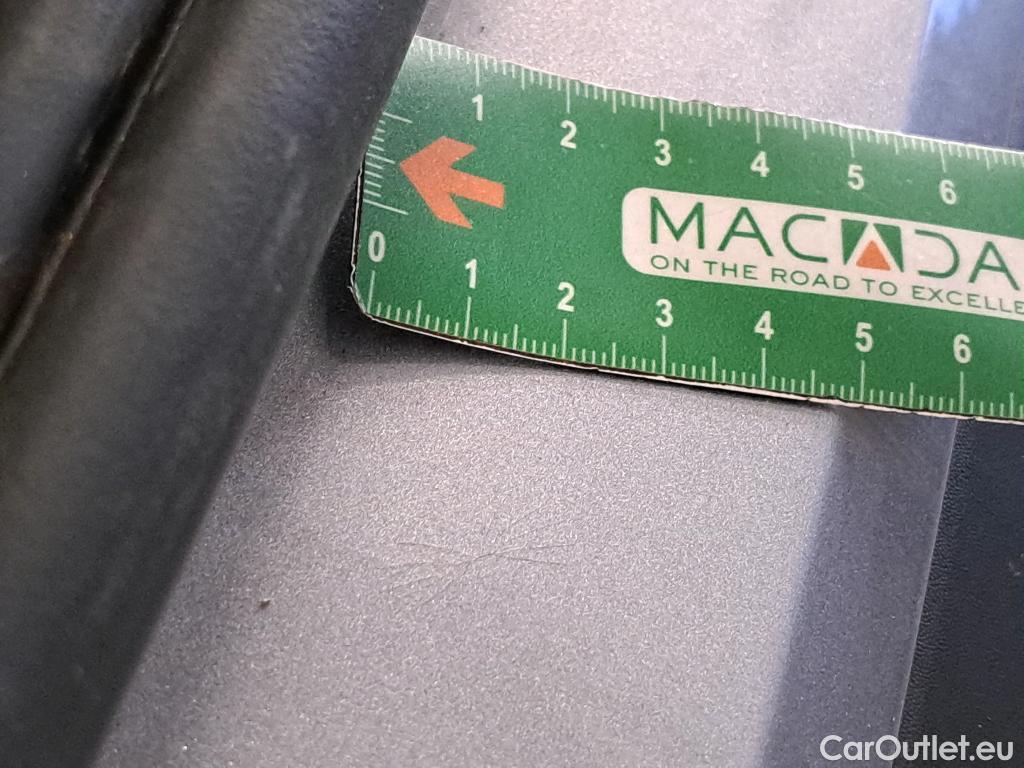 1 2 3 4 5 6
MACADA
ON THE ROAD TO EXCELLE
0 1 2 3 4 5 6
CarOutlet.eu